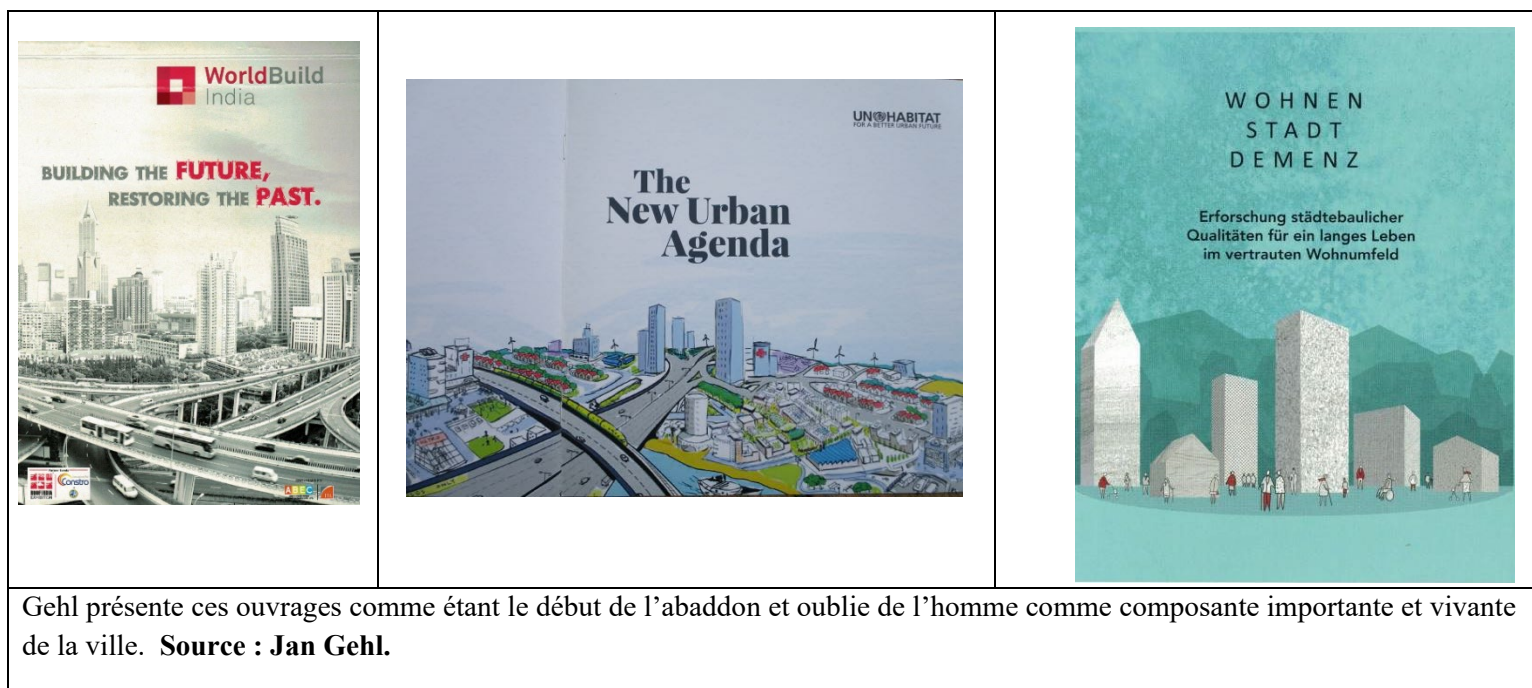 WorldBuild
India
BUILDING THE FUTURE,
RESTORING THE PAST.
Constro
ABEC
UN HABITAT
FOR A BETTER URBAN FUTURE
The
New Urban
Agenda
WOHNEN
STADT
DEMENZ
Erforschung städtebaulicher
Qualitäten für ein langes Leben
im vertrauten Wohnumfeld
Gehl présente ces ouvrages comme étant le début de l’abaddon et oublie de l’homme comme composante importante et vivante
de la ville. Source : Jan Gehl.